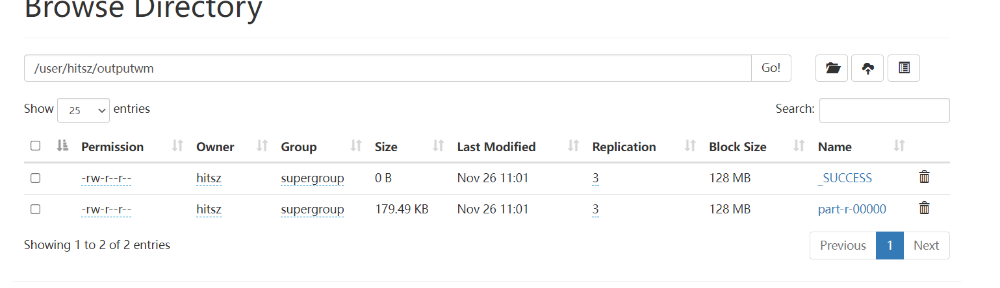 Browse Directory
/user/hitsz/outputwm Go!
Show 25 entries Search:
Permission Owner Group Size Last Modified Replication Block Size Name
-rw-r--r-- hitsz supergroup 0 B Nov 26 11:01 3 128 MB _SUCCESS
-rw-r--r-- hitsz supergroup 179.49 KB Nov 26 11:01 3 128 MB part-r-00000
Showing 1 to 2 of 2 entries Previous 1 Next